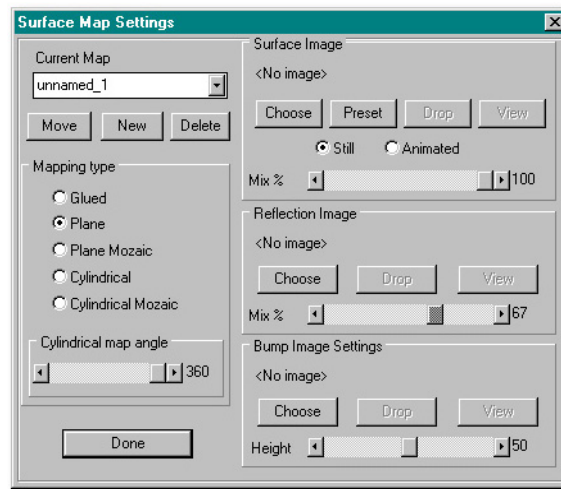 Surface Map Settings
Current Map
unnamed_1
Move New Delete
Mapping type
Glued
Plane
Plane Mozaic
Cylindrical
Cylindrical Mozaic
Cylindrical map angle
360
Done
Surface Image
<No image>
Choose Preset Drop View
Still Animated
Mix % 100
Reflection Image
<No image>
Choose Drop View
Mix % 67
Bump Image Settings
<No image>
Choose Drop View
Height 50